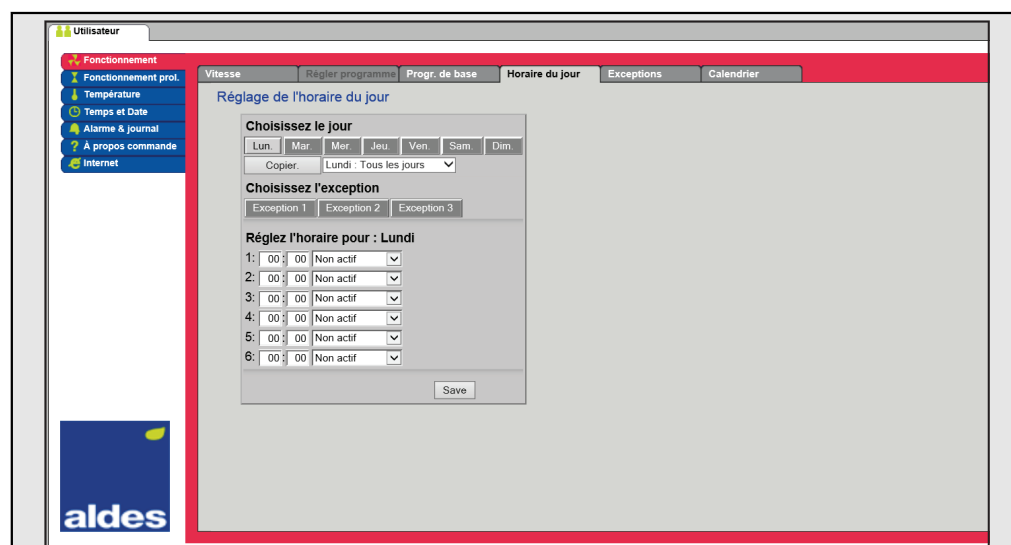 Utilisateur
Fonctionnement
Fonctionnement prol.
Température
Temps et Date
Alarme & journal
À propos commande
Internet
Vitesse Régler programme Progr. de base Horaire du jour Exceptions Calendrier
Réglage de l'horaire du jour
Choisissez le jour
Lun. Mar. Mer. Jeu. Ven. Sam. Dim.
Copier. Lundi : Tous les jours
Choisissez l'exception
Exception 1 Exception 2 Exception 3
Réglez l'horaire pour : Lundi
1: 00 : 00 Non actif
2: 00 : 00 Non actif
3: 00 : 00 Non actif
4: 00 : 00 Non actif
5: 00 : 00 Non actif
6: 00 : 00 Non actif
Save
aldes